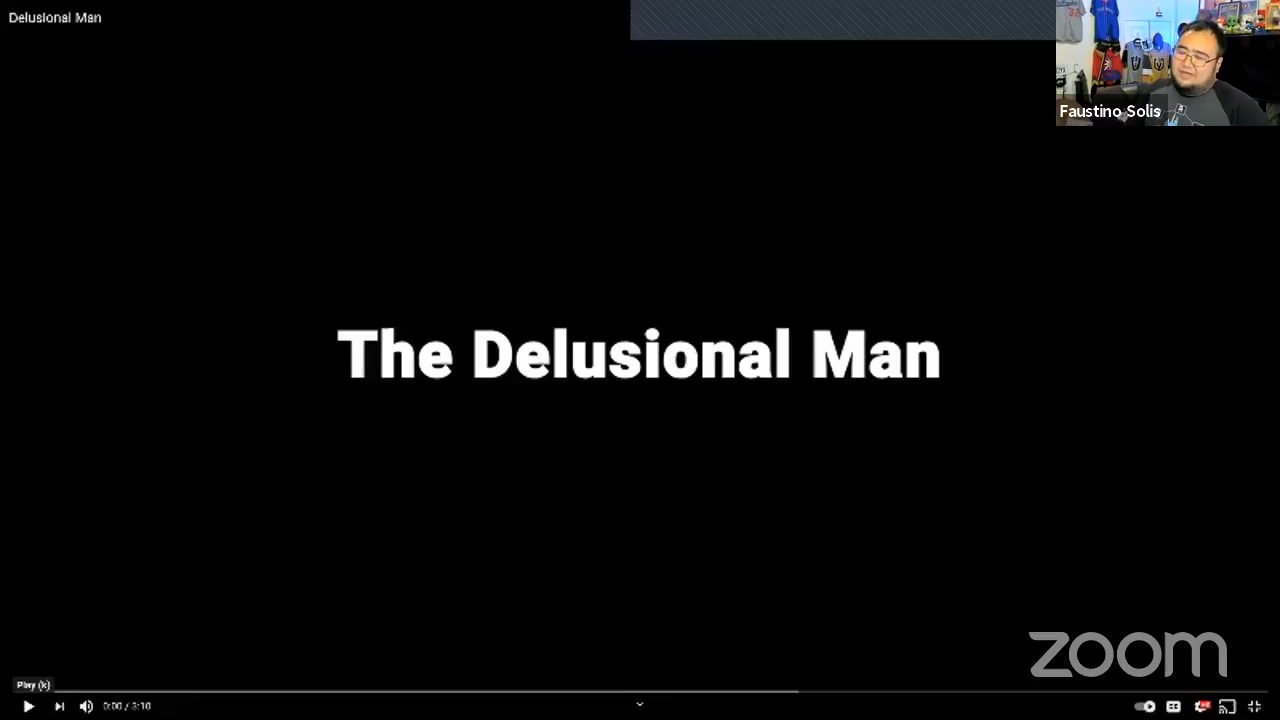 Delusional Man
Faustino Solis
The Delusional Man
zoom
Play (k)
0:00 / 3:10